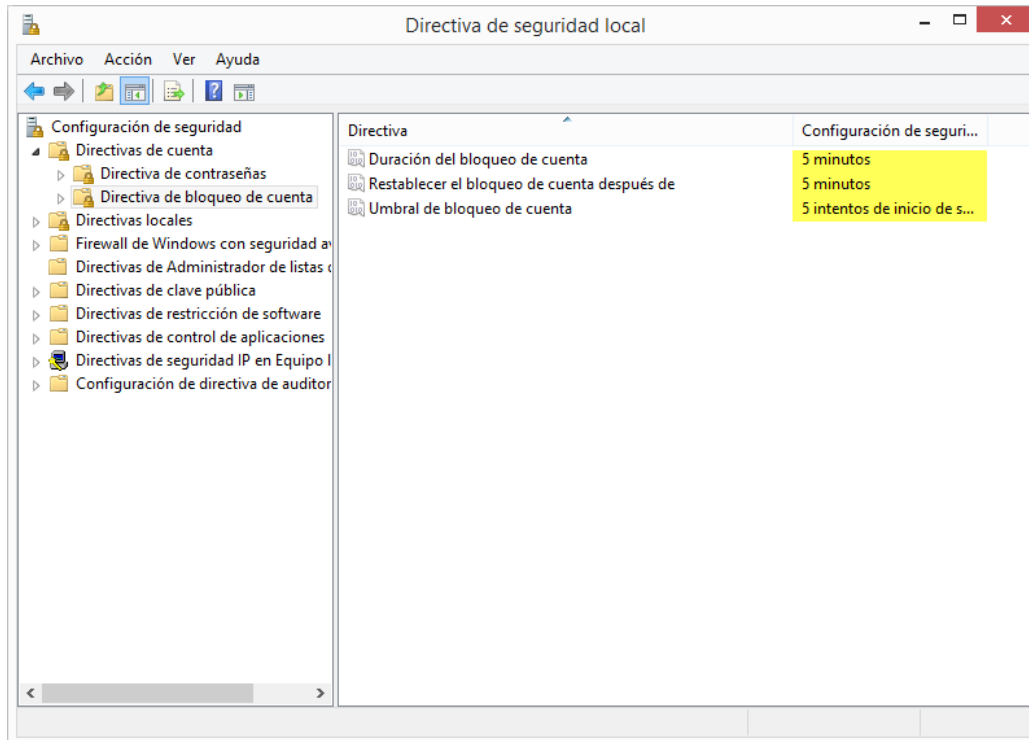 Directiva de seguridad local
Archivo Acción Ver Ayuda
Configuración de seguridad
Directivas de cuenta
Directiva de contraseñas
Directiva de bloqueo de cuenta
Directivas locales
Firewall de Windows con seguridad av
Directivas de Administrador de listas d
Directivas de clave pública
Directivas de restricción de software
Directivas de control de aplicaciones
Directivas de seguridad IP en Equipo l
Configuración de directiva de auditor
Directiva Configuración de seguri...
Duración del bloqueo de cuenta 5 minutos
Restablecer el bloqueo de cuenta después de 5 minutos
Umbral de bloqueo de cuenta 5 intentos de inicio de s...